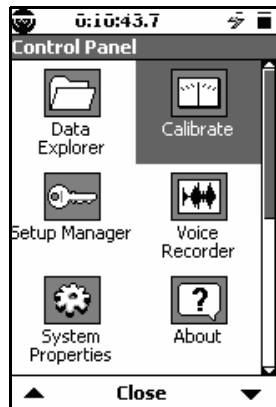 0:10:43.7
Control Panel
Data
Explorer
Calibrate
Setup Manager
Voice
Recorder
System
Properties
About
Close